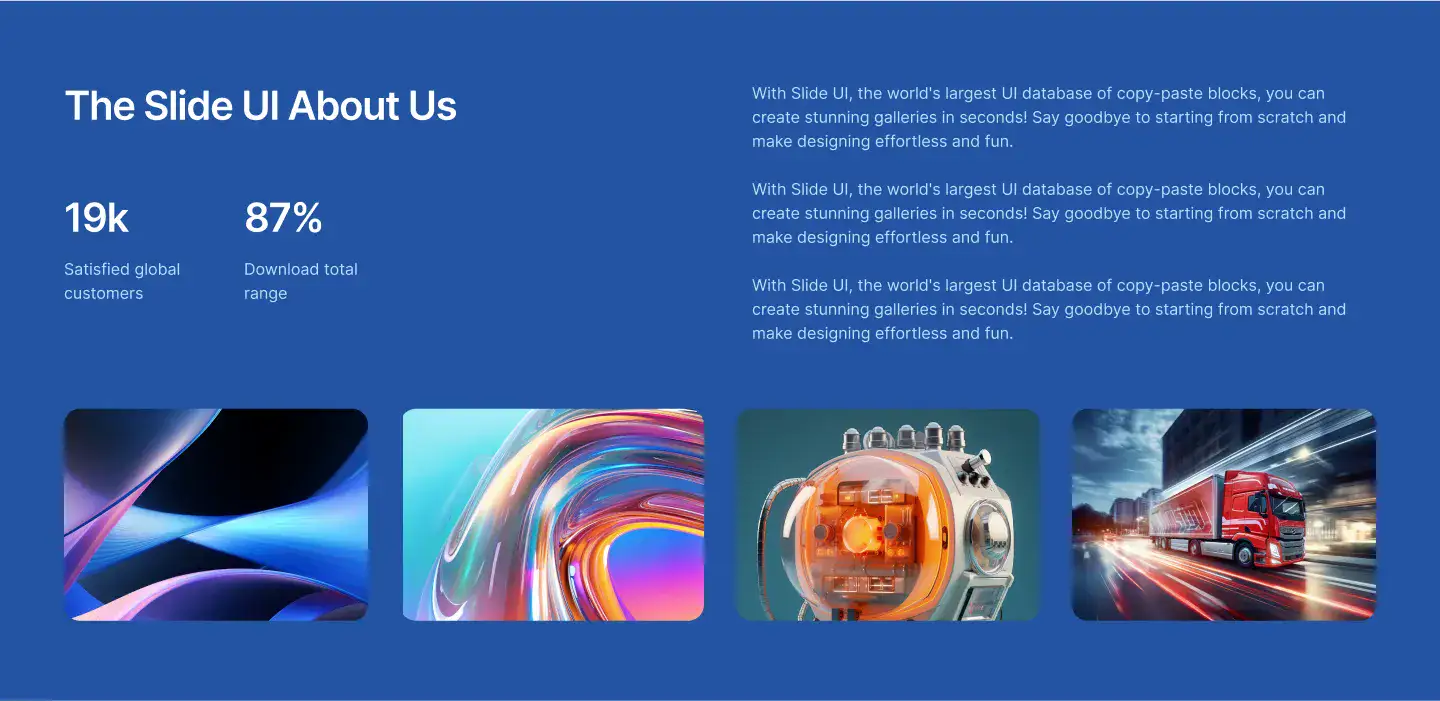 The Slide UI About Us
19k
Satisfied global
customers
87%
Download total
range
With Slide UI, the world's largest UI database of copy-paste blocks, you can
create stunning galleries in seconds! Say goodbye to starting from scratch and
make designing effortless and fun.
With Slide UI, the world's largest UI database of copy-paste blocks, you can
create stunning galleries in seconds! Say goodbye to starting from scratch and
make designing effortless and fun.
With Slide UI, the world's largest UI database of copy-paste blocks, you can
create stunning galleries in seconds! Say goodbye to starting from scratch and
make designing effortless and fun.